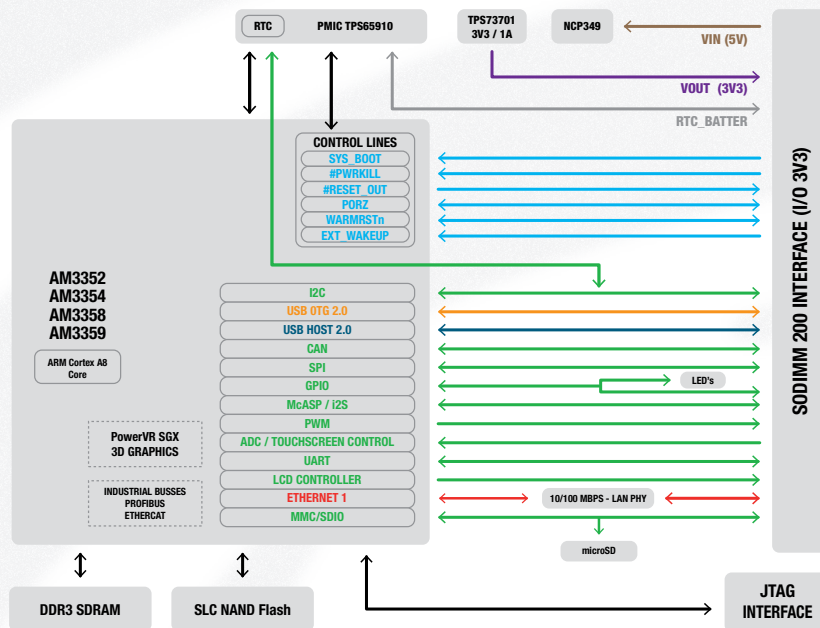 RTC
PMIC TPS65910
TPS73701
3V3 / 1A
NCP349
VIN (5V)
VOUT (3V3)
RTC_BATTER
CONTROL LINES
SYS_BOOT
#PWRKILL
#RESET_OUT
PORZ
WARMRSTn
EXT_WAKEUP
SODIMM 200 INTERFACE (I/O 3V3)
AM3352
AM3354
AM3358
AM3359
ARM Cortex A8
Core
PowerVR SGX
3D GRAPHICS
INDUSTRIAL BUSSES
PROFIBUS
ETHERCAT
I2C
USB OTG 2.0
USB HOST 2.0
CAN
SPI
GPIO
LED's
McASP / i2S
PWM
ADC / TOUCHSCREEN CONTROL
UART
LCD CONTROLLER
ETHERNET 1
10/100 MBPS - LAN PHY
MMC/SDIO
microSD
DDR3 SDRAM
SLC NAND Flash
JTAG
INTERFACE